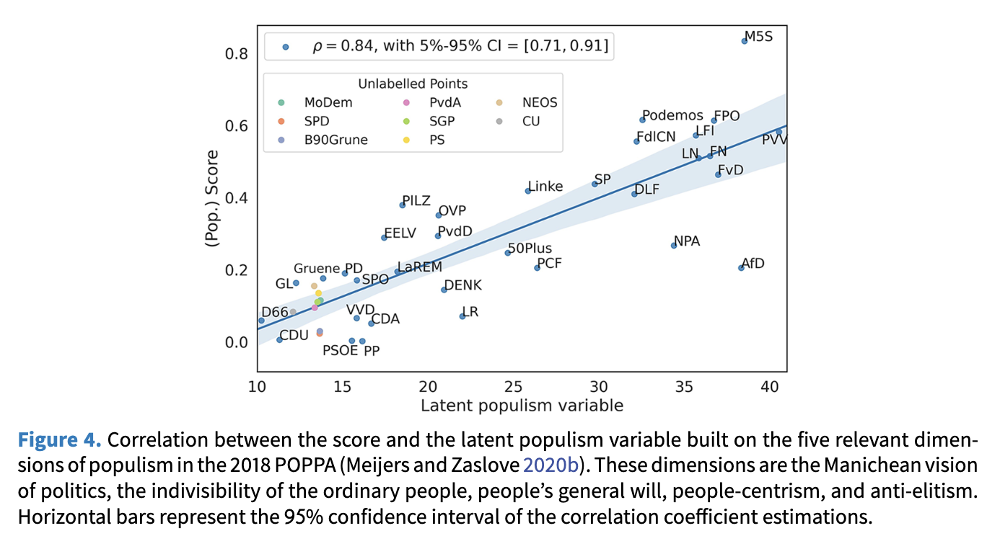 M5S
0.8
ρ = 0.84, with 5%-95% CI = [0.71, 0.91]
Unlabelled Points
MoDem PvdA NEOS
SPD SGP CU
B90Grune PS
Podemos FPO
0.6
LFI
FdICN
PVV
LN FN
FvD
SP
0.4
Linke
DLF
PILZ
OVP
EELV PvdD
NPA
50Plus
PCF AfD
0.2
Gruene PD LaREM
GL SPO
DENK
D66 VVD LR
CDA
CDU
0.0
PSOE PP
(Pop.) Score
10 15 20 25 30 35 40
Latent populism variable
Figure 4. Correlation between the score and the latent populism variable built on the five relevant dimen-
sions of populism in the 2018 POPPA (Meijers and Zaslove 2020b). These dimensions are the Manichean vision
of politics, the indivisibility of the ordinary people, people’s general will, people-centrism, and anti-elitism.
Horizontal bars represent the 95% confidence interval of the correlation coefficient estimations.